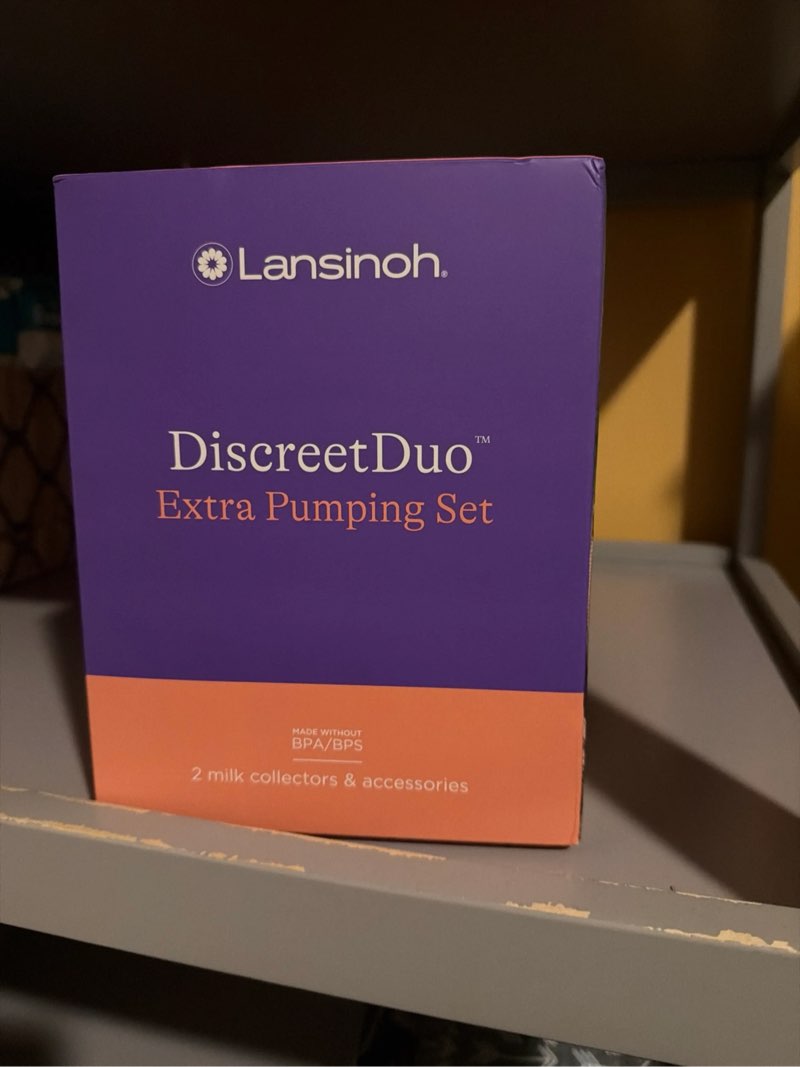 Lansinoh®
DiscreetDuo™
Extra Pumping Set
MADE WITHOUT
BPA/BPS
2 milk collectors & accessories